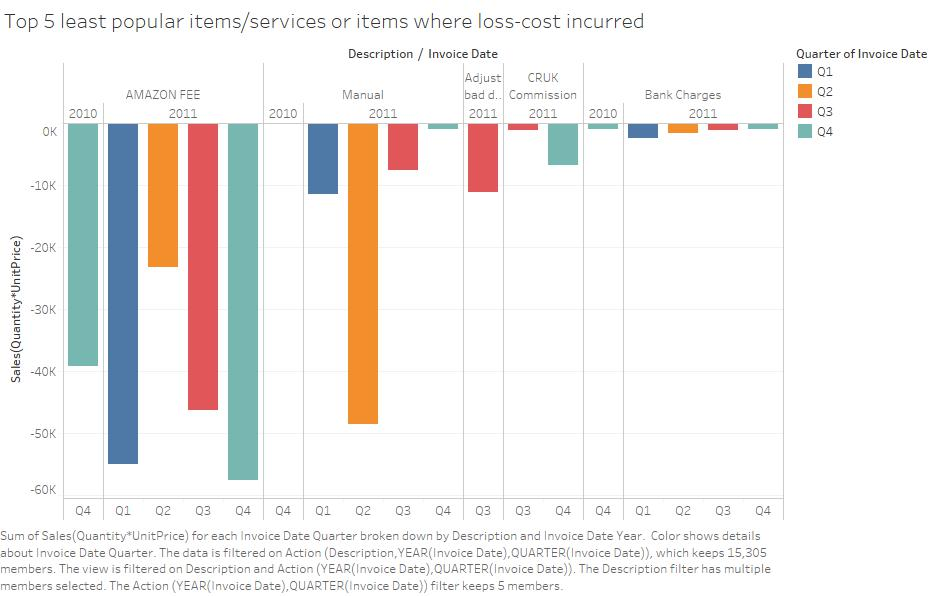 Top 5 least popular items/services or items where loss-cost incurred
Description / Invoice Date
Quarter of Invoice Date
Q1
Q2
Q3
Q4
AMAZON FEE
Manual
Adjust
bad d..
CRUK
Commission
Bank Charges
2010
2011
2010
2011
2011
2011
2010
2011
Sales(Quantity*UnitPrice)
0K
-10K
-20K
-30K
-40K
-50K
-60K
Q4 Q1 Q2 Q3 Q4 Q4 Q1 Q2 Q3 Q4 Q3 Q3 Q4 Q4 Q1 Q2 Q3 Q4
Sum of Sales(Quantity*UnitPrice) for each Invoice Date Quarter broken down by Description and Invoice Date Year.  Color shows details
about Invoice Date Quarter. The data is filtered on Action (Description,YEAR(Invoice Date),QUARTER(Invoice Date)), which keeps 15,305
members. The view is filtered on Description and Action (YEAR(Invoice Date),QUARTER(Invoice Date)). The Description filter has multiple
members selected. The Action (YEAR(Invoice Date),QUARTER(Invoice Date)) filter keeps 5 members.